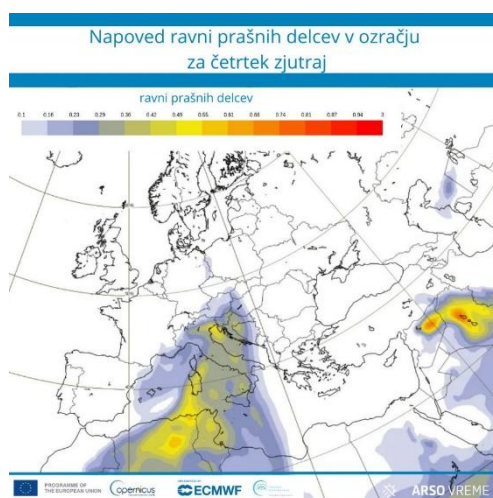 Napoved ravni prašnih delcev v ozračju
za četrtek zjutraj
ravni prašnih delcev
0.1 0.16 0.23 0.29 0.36 0.42 0.49 0.55 0.61 0.68 0.74 0.81 0.87 0.94
PROGRAMME OF
THE EUROPEAN UNION
opernicus
ECMWF
ARSO VREME